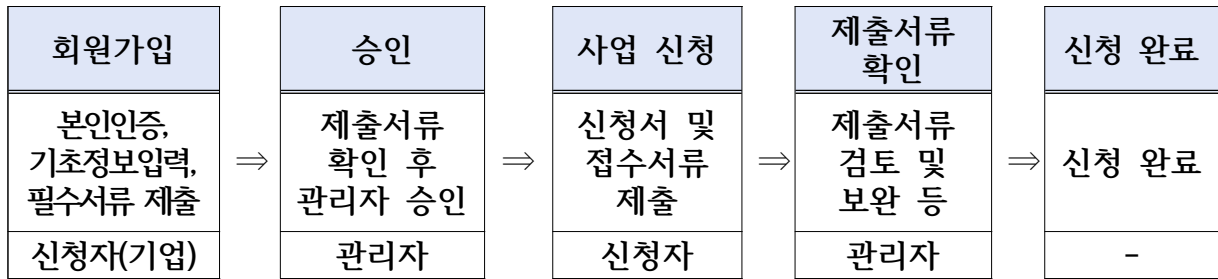 회원가입
승인
사업 신청
제출서류
확인
신청 완료
본인인증,
기초정보입력,
필수서류 제출
⇒
제출서류
확인 후
관리자 승인
⇒
신청서 및
접수서류
제출
⇒
제출서류
검토 및
보완 등
⇒
신청 완료
신청자(기업)
관리자
신청자
관리자
-